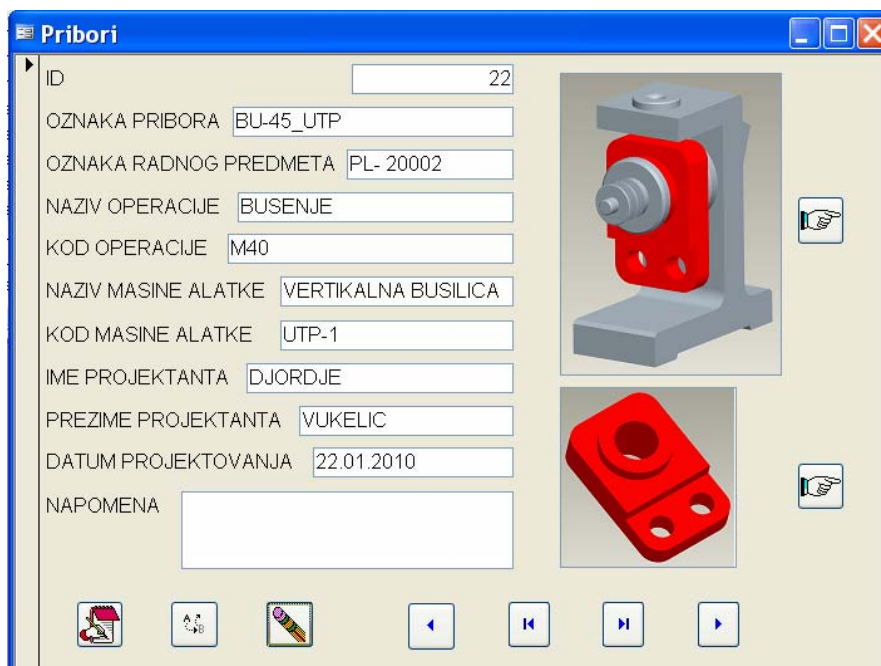 Pribori
ID 22
OZNAKA PRIBORA BU-45_UTP
OZNAKA RADNOG PREDMETA PL- 20002
NAZIV OPERACIJE BUSENJE
KOD OPERACIJE M40
NAZIV MASINE ALATKE VERTIKALNA BUSILICA
KOD MASINE ALATKE UTP-1
IME PROJEKTANTA DJORDJE
PREZIME PROJEKTANTA VUKELIC
DATUM PROJEKTOVANJA 22.01.2010
NAPOMENA
A
B